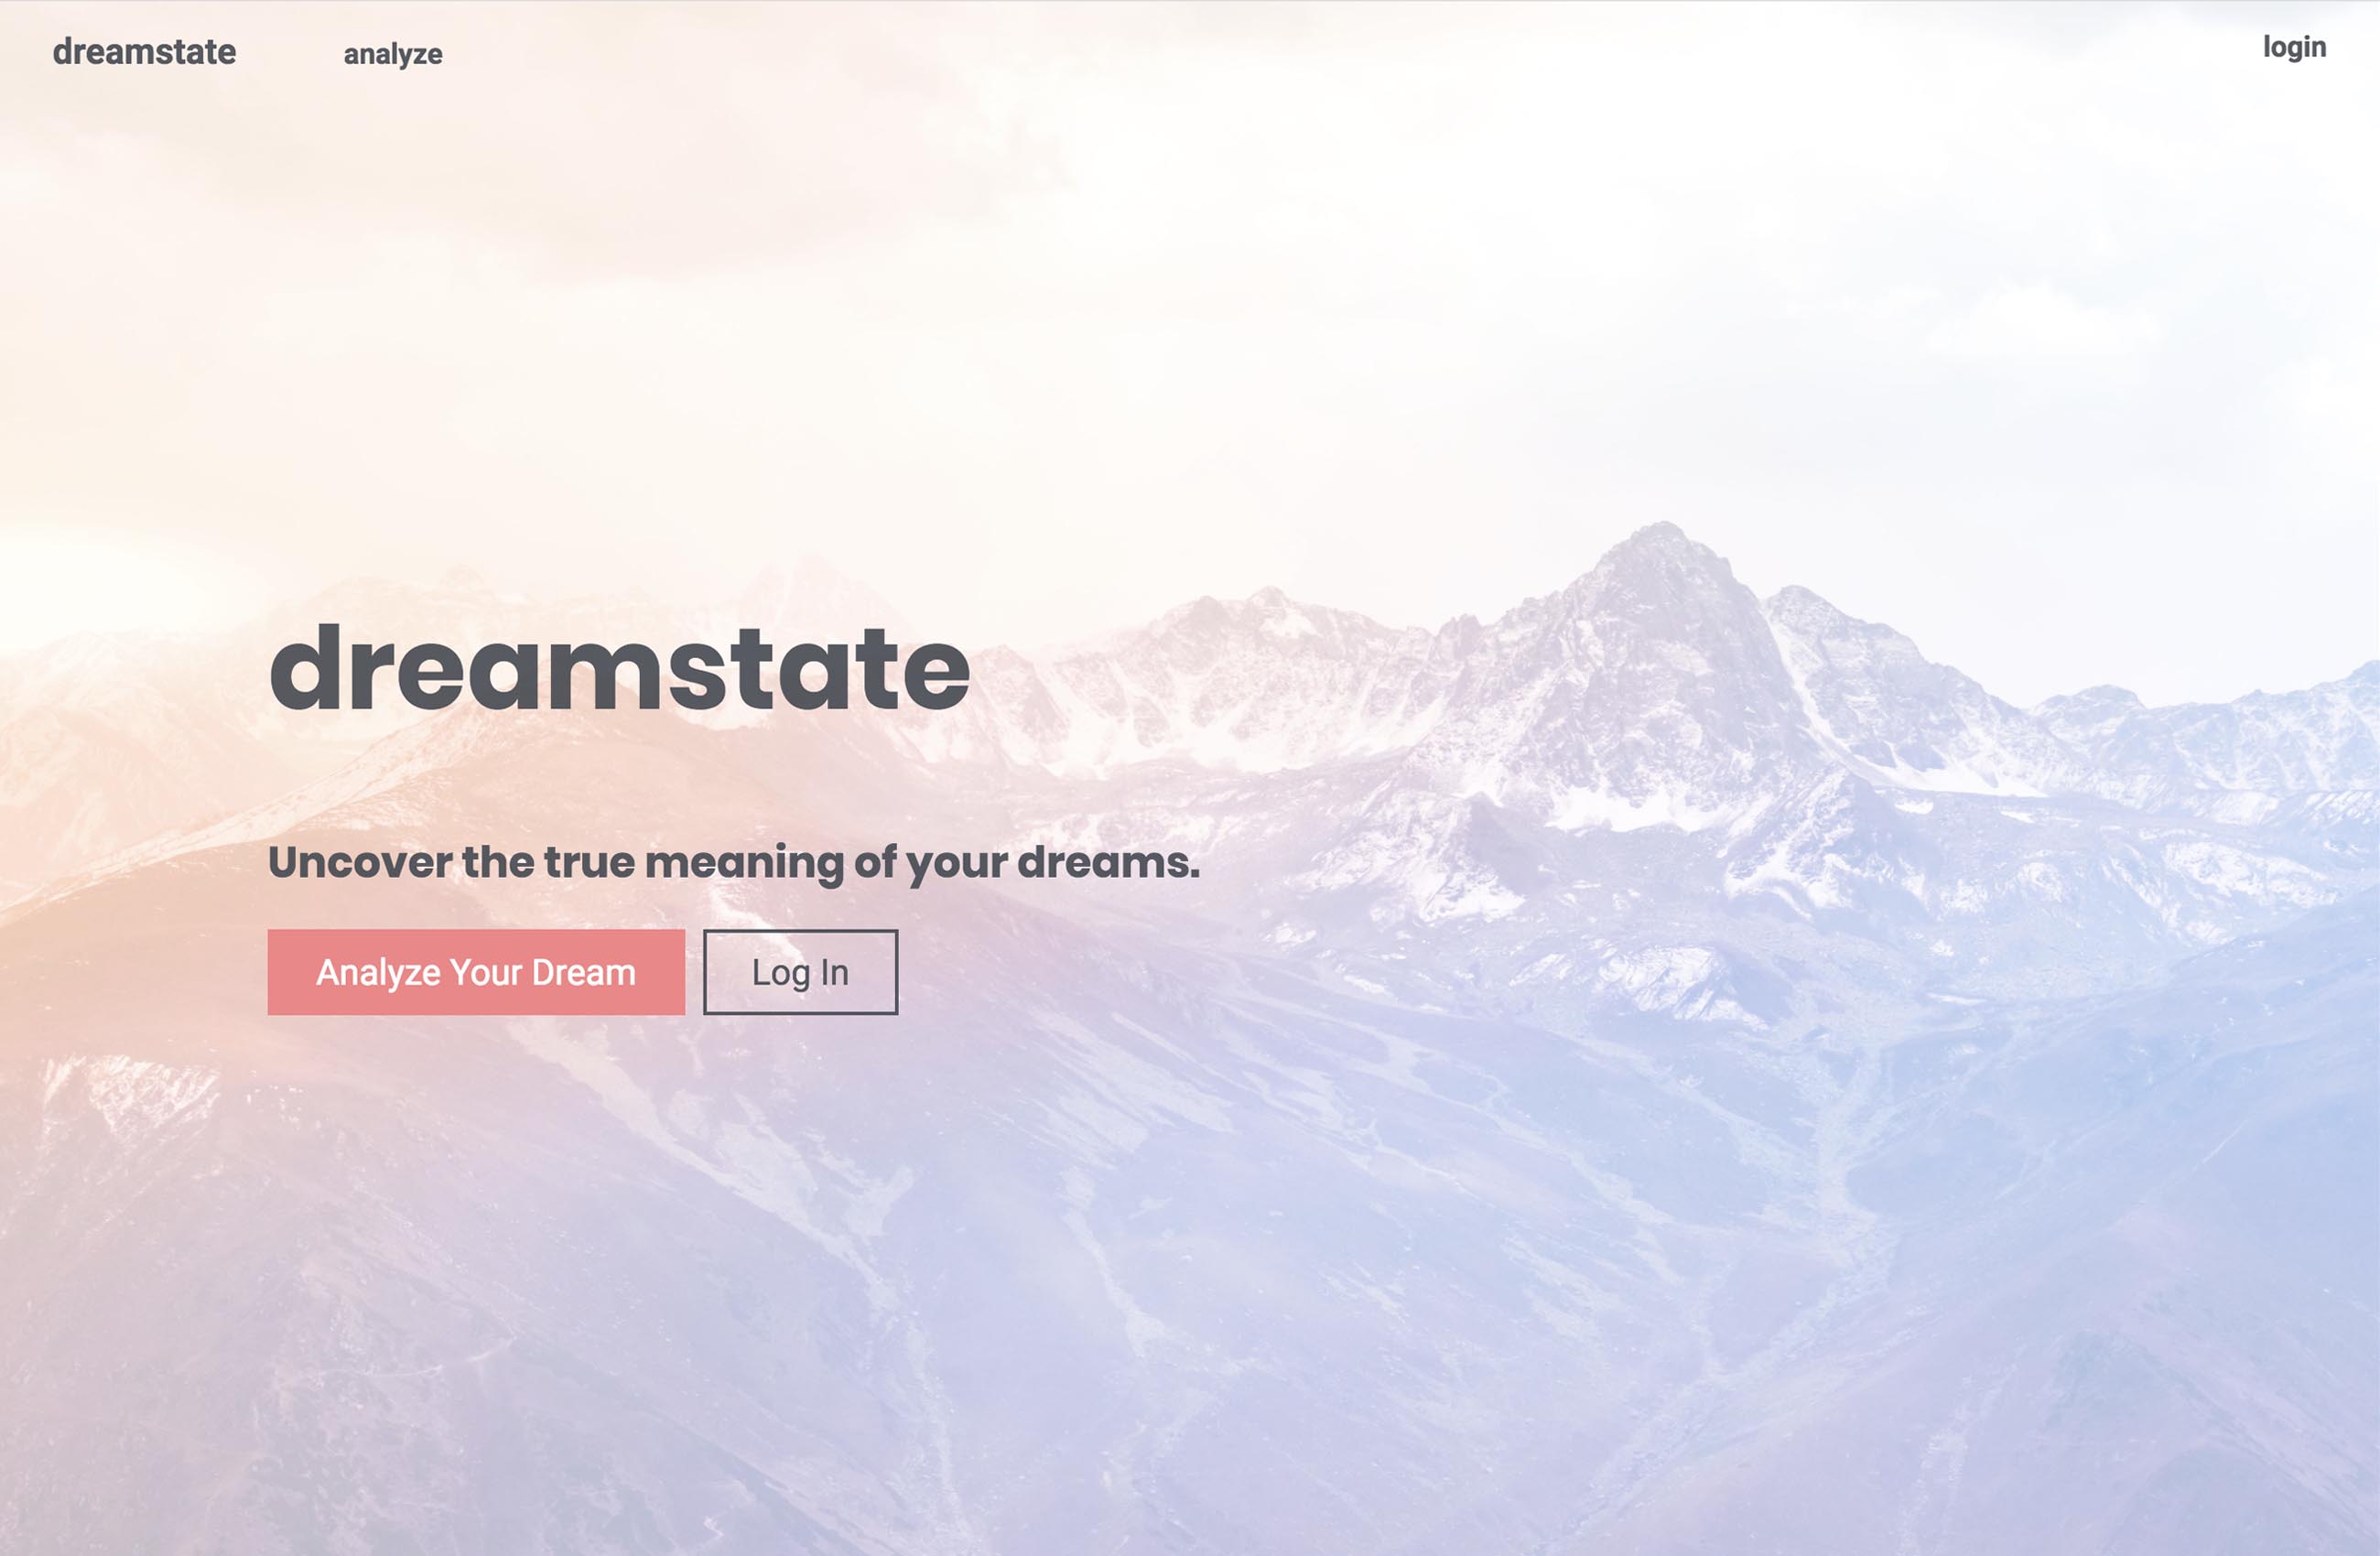 dreamstate
analyze
login
dreamstate
Uncover the true meaning of your dreams.
Analyze Your Dream
Log In